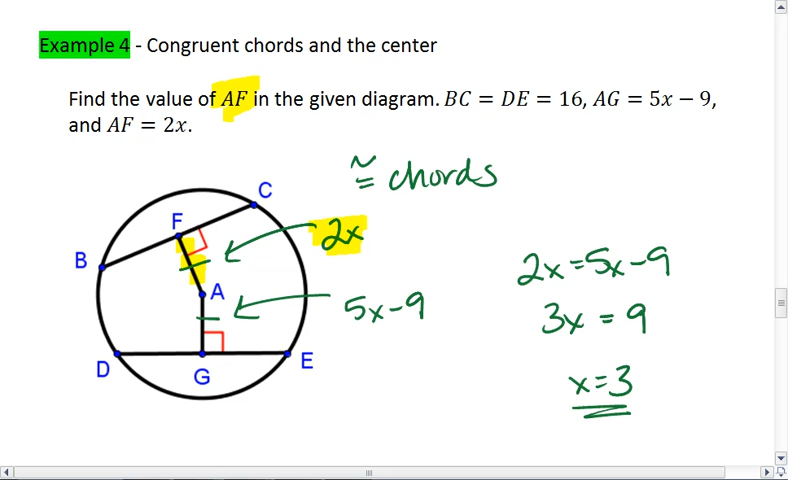 Example 4 - Congruent chords and the center
Find the value of AF in the given diagram. BC = DE = 16, AG = 5x − 9,
and AF = 2x.
≅ chords
C
F
2x
B
2x=5x-9
A
5x-9
3x = 9
D
E
G
x=3